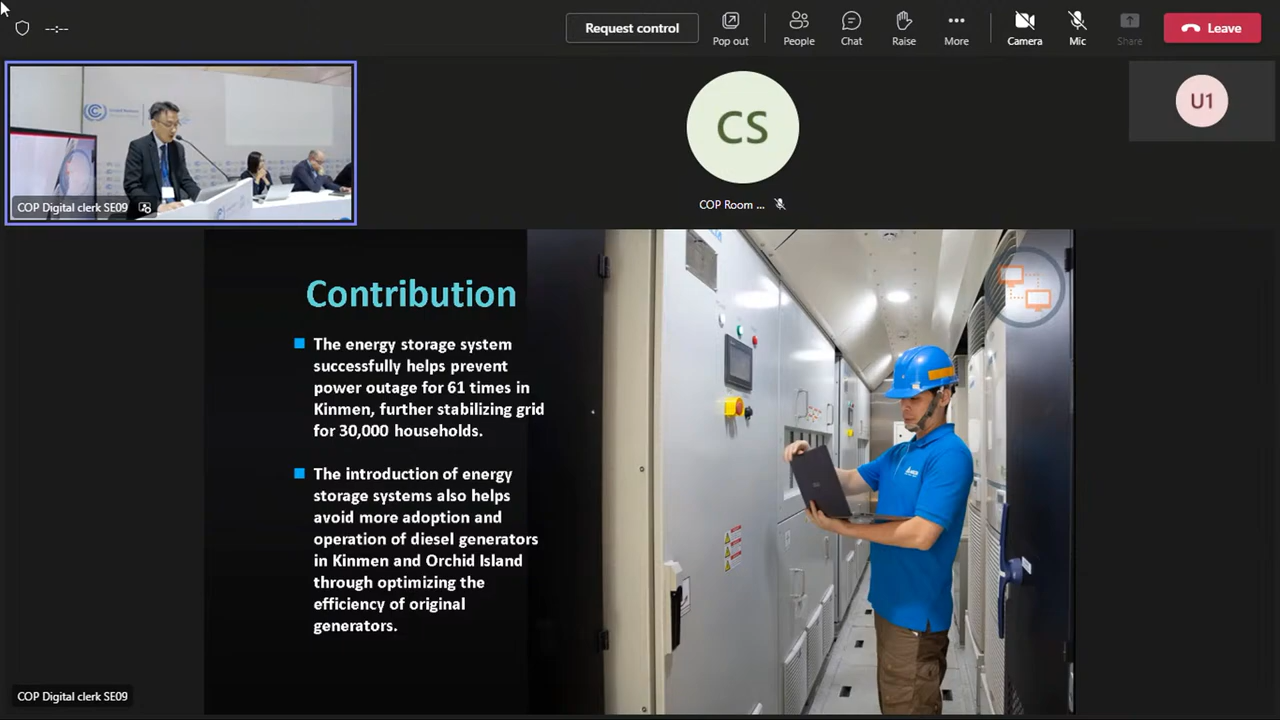 --:--
Request control
Pop out
People
Chat
Raise
More
Camera
Mic
Share
Leave
COP Digital clerk SE09
CS
COP Room ...
U1
Contribution
The energy storage system
successfully helps prevent
power outage for 61 times in
Kinmen, further stabilizing grid
for 30,000 households.
The introduction of energy
storage systems also helps
avoid more adoption and
operation of diesel generators
in Kinmen and Orchid Island
through optimizing the
efficiency of original
generators.
COP Digital clerk SE09